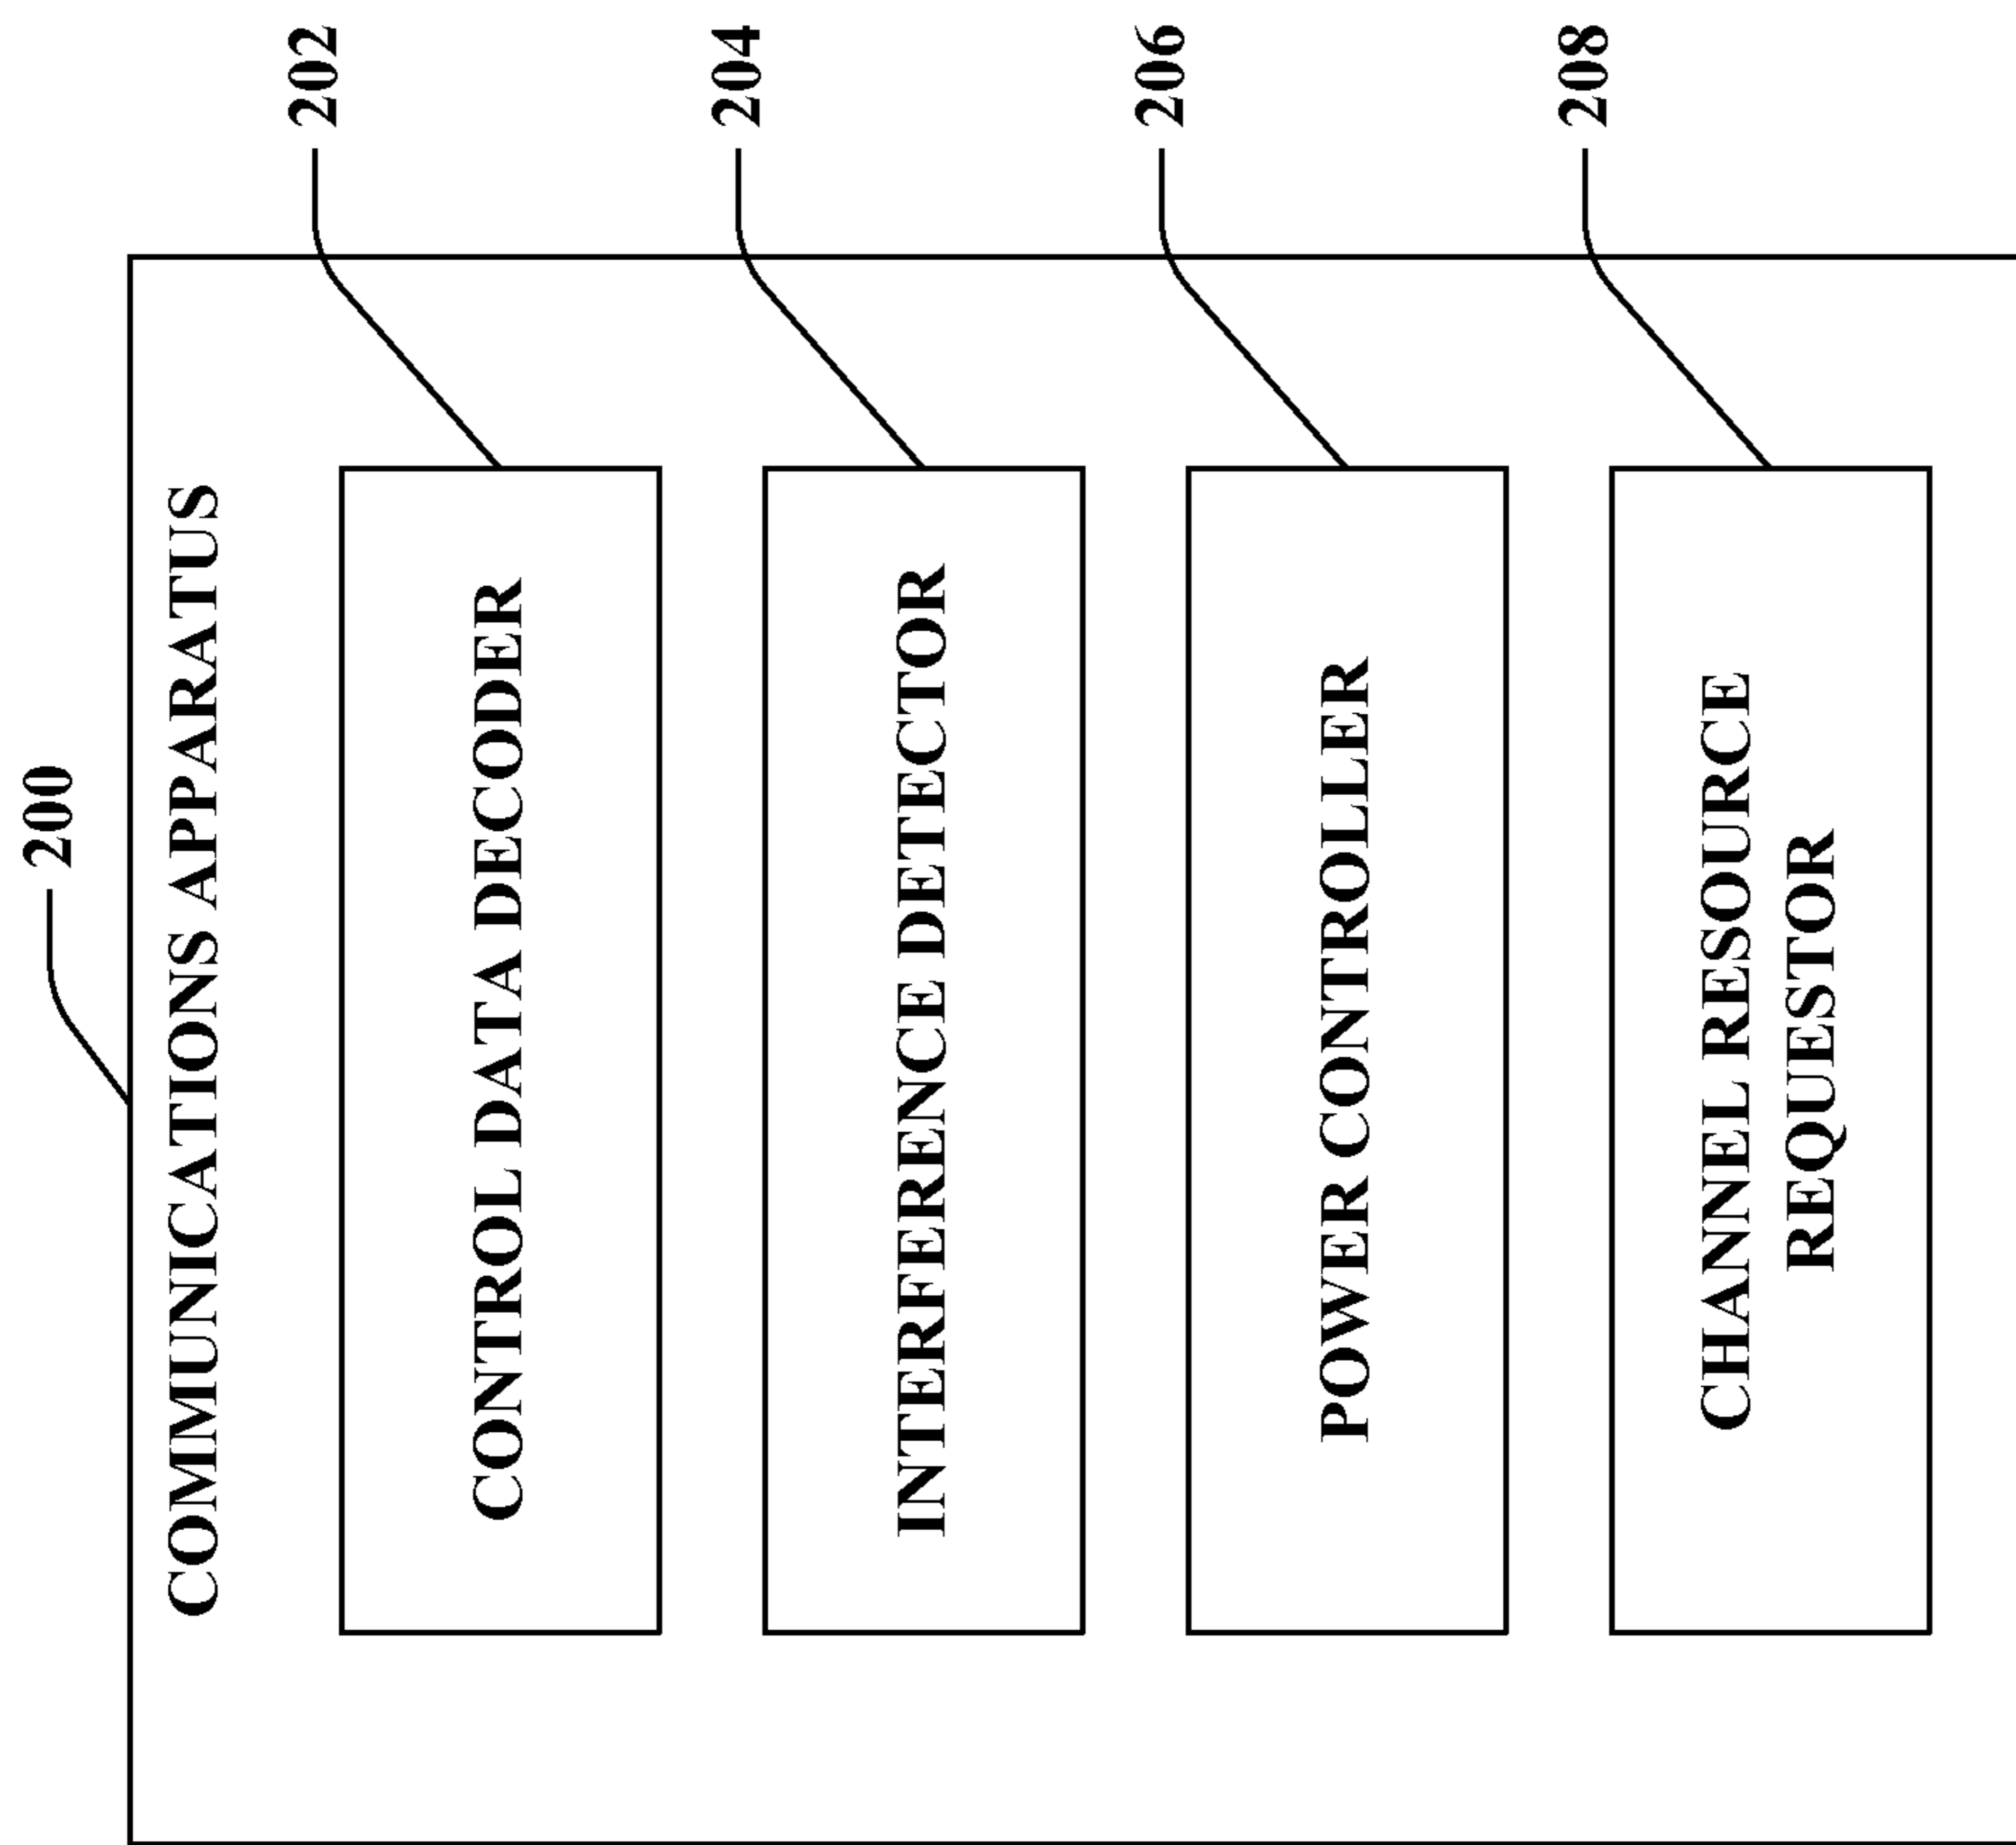 200
COMMUNICATIONS APPARATUS
202
CONTROL DATA DECODER
204
INTERFERENCE DETECTOR
206
POWER CONTROLLER
208
CHANNEL RESOURCE
REQUESTOR